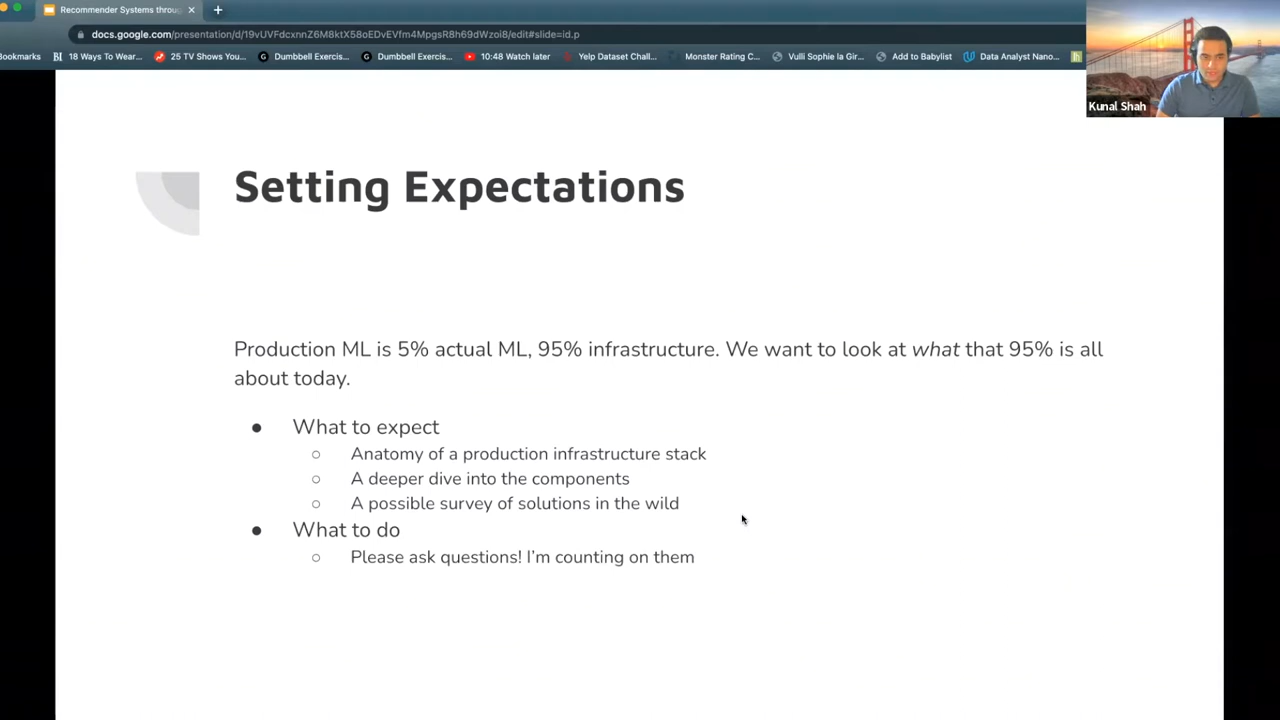 Recommender Systems throu
docs.google.com/presentation/d/19vUVFdcxnnZ6M8ktX58oEDvEVfm4MpgsR8h69dWzoi8/edit#slide=id.p
Bookmarks BI 18 Ways To Wear... 25 TV Shows You... G Dumbbell Exercis... G Dumbbell Exercis... 10:48 Watch later Yelp Dataset Chall... Monster Rating C... Vulli Sophie la Gir... Add to Babylist Data Analyst Nano... h
Kunal Shah
Setting Expectations
Production ML is 5% actual ML, 95% infrastructure. We want to look at what that 95% is all
about today.
● What to expect
○ Anatomy of a production infrastructure stack
○ A deeper dive into the components
○ A possible survey of solutions in the wild
● What to do
○ Please ask questions! I'm counting on them